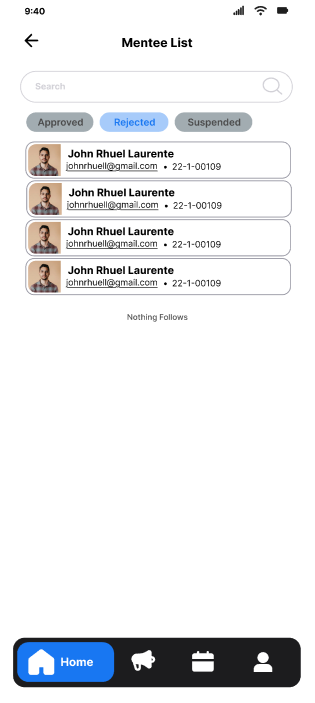 9:40
Mentee List
Search
Approved Rejected Suspended
John Rhuel Laurente
johnrhuell@gmail.com • 22-1-00109
John Rhuel Laurente
johnrhuell@gmail.com • 22-1-00109
John Rhuel Laurente
johnrhuell@gmail.com • 22-1-00109
John Rhuel Laurente
johnrhuell@gmail.com • 22-1-00109
Nothing Follows
Home